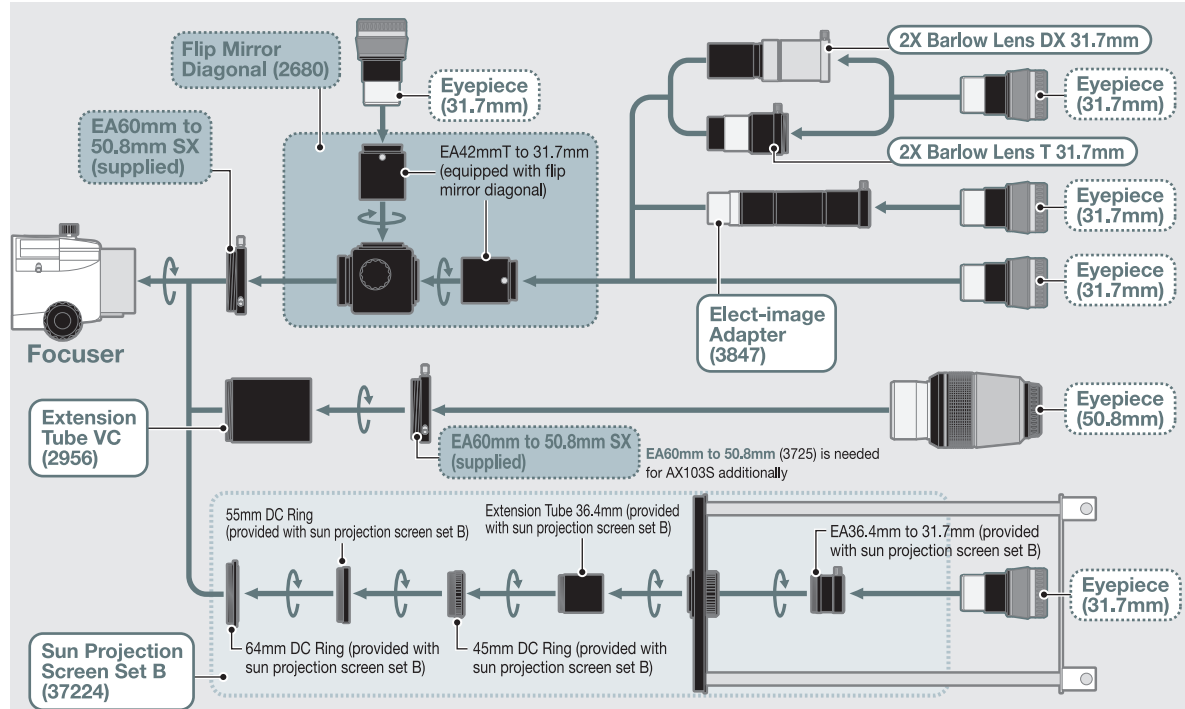 Flip Mirror
Diagonal (2680)
Eyepiece
(31.7mm)
2X Barlow Lens DX 31.7mm
Eyepiece
(31.7mm)
EA60mm to
50.8mm SX
(supplied)
EA42mmT to 31.7mm
(equipped with flip
mirror diagonal)
2X Barlow Lens T 31.7mm
Eyepiece
(31.7mm)
Eyepiece
(31.7mm)
Elect-image
Adapter
(3847)
Focuser
Extension
Tube VC
(2956)
EA60mm to 50.8mm SX
(supplied)
EA60mm to 50.8mm (3725) is needed
for AX103S additionally
Eyepiece
(50.8mm)
55mm DC Ring
(provided with sun projection screen set B)
Extension Tube 36.4mm (provided
with sun projection screen set B)
EA36.4mm to 31.7mm (provided
with sun projection screen set B)
Eyepiece
(31.7mm)
64mm DC Ring (provided with
sun projection screen set B)
45mm DC Ring (provided with
sun projection screen set B)
Sun Projection
Screen Set B
(37224)